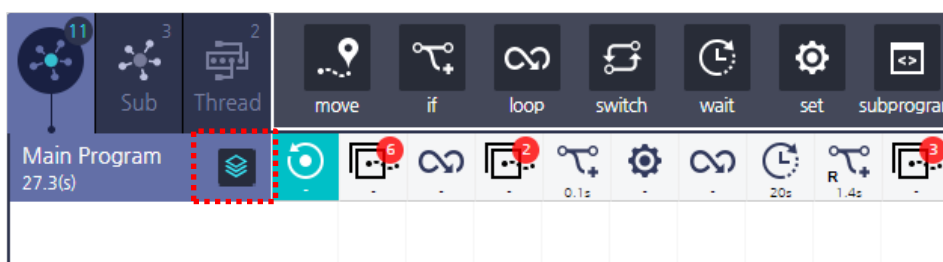 11
3
2
Sub
Thread
move
if
loop
switch
wait
set
subprogra
Main Program
27.3(s)
-
6
-
-
2
-
0.1s
-
-
20s
R
1.4s
3
-